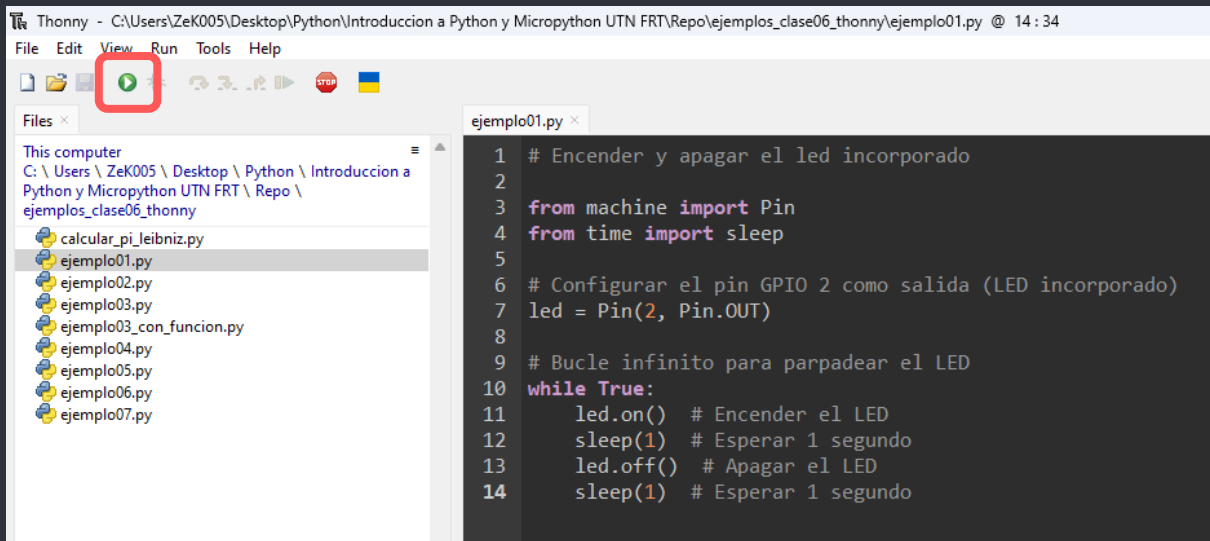 Thonny - C:\Users\ZeK005\Desktop\Python\Introduccion a Python y Micropython UTN FRT\Repo\ejemplos_clase06_thonny\ejemplo01.py @ 14 : 34
File Edit View Run Tools Help
STOP
Files ×
This computer
C: \ Users \ ZeK005 \ Desktop \ Python \ Introduccion a
Python y Micropython UTN FRT \ Repo \
ejemplos_clase06_thonny
calcular_pi_leibniz.py
ejemplo01.py
ejemplo02.py
ejemplo03.py
ejemplo03_con_funcion.py
ejemplo04.py
ejemplo05.py
ejemplo06.py
ejemplo07.py
ejemplo01.py ×
1 # Encender y apagar el led incorporado
2
3 from machine import Pin
4 from time import sleep
5
6 # Configurar el pin GPIO 2 como salida (LED incorporado)
7 led = Pin(2, Pin.OUT)
8
9 # Bucle infinito para parpadear el LED
10 while True:
11     led.on()  # Encender el LED
12     sleep(1)  # Esperar 1 segundo
13     led.off()  # Apagar el LED
14     sleep(1)  # Esperar 1 segundo